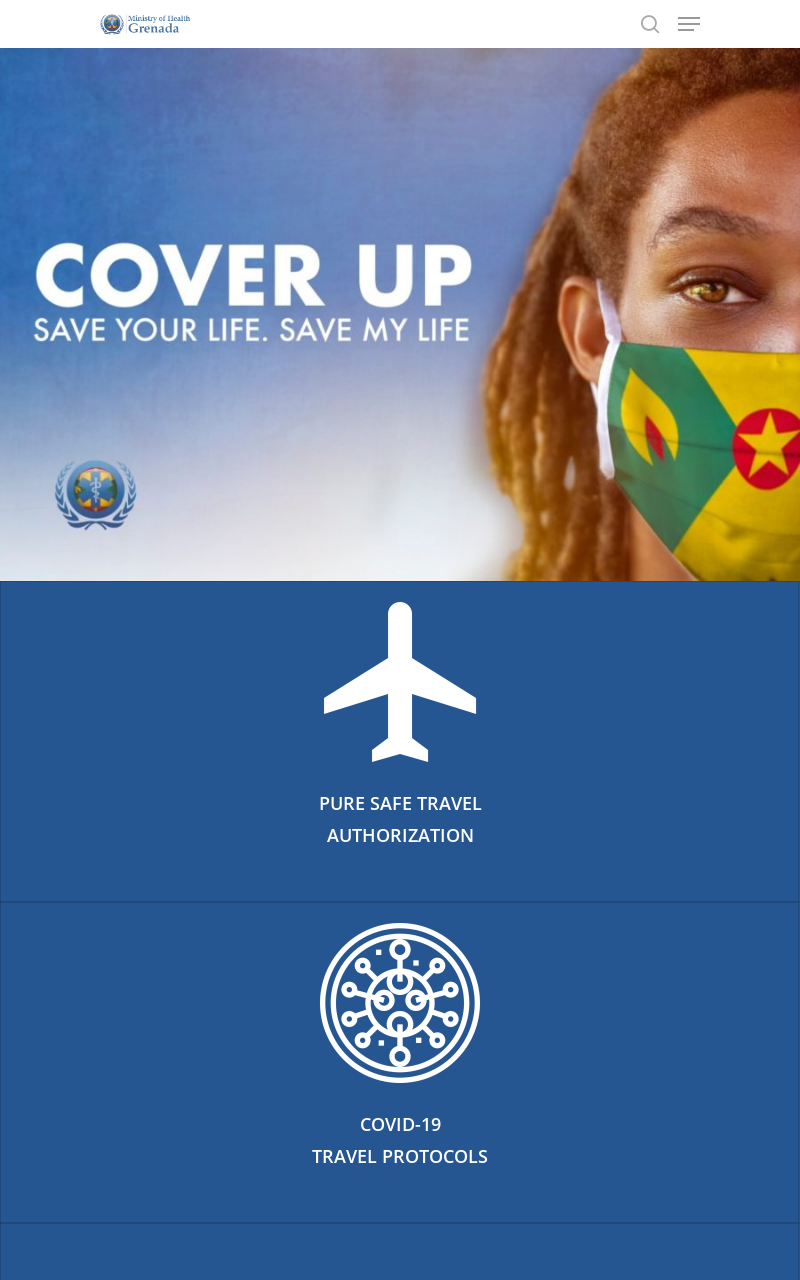 Ministry of Health
Grenada
COVER UP
SAVE YOUR LIFE. SAVE MY LIFE
PURE SAFE TRAVEL
AUTHORIZATION
COVID-19
TRAVEL PROTOCOLS